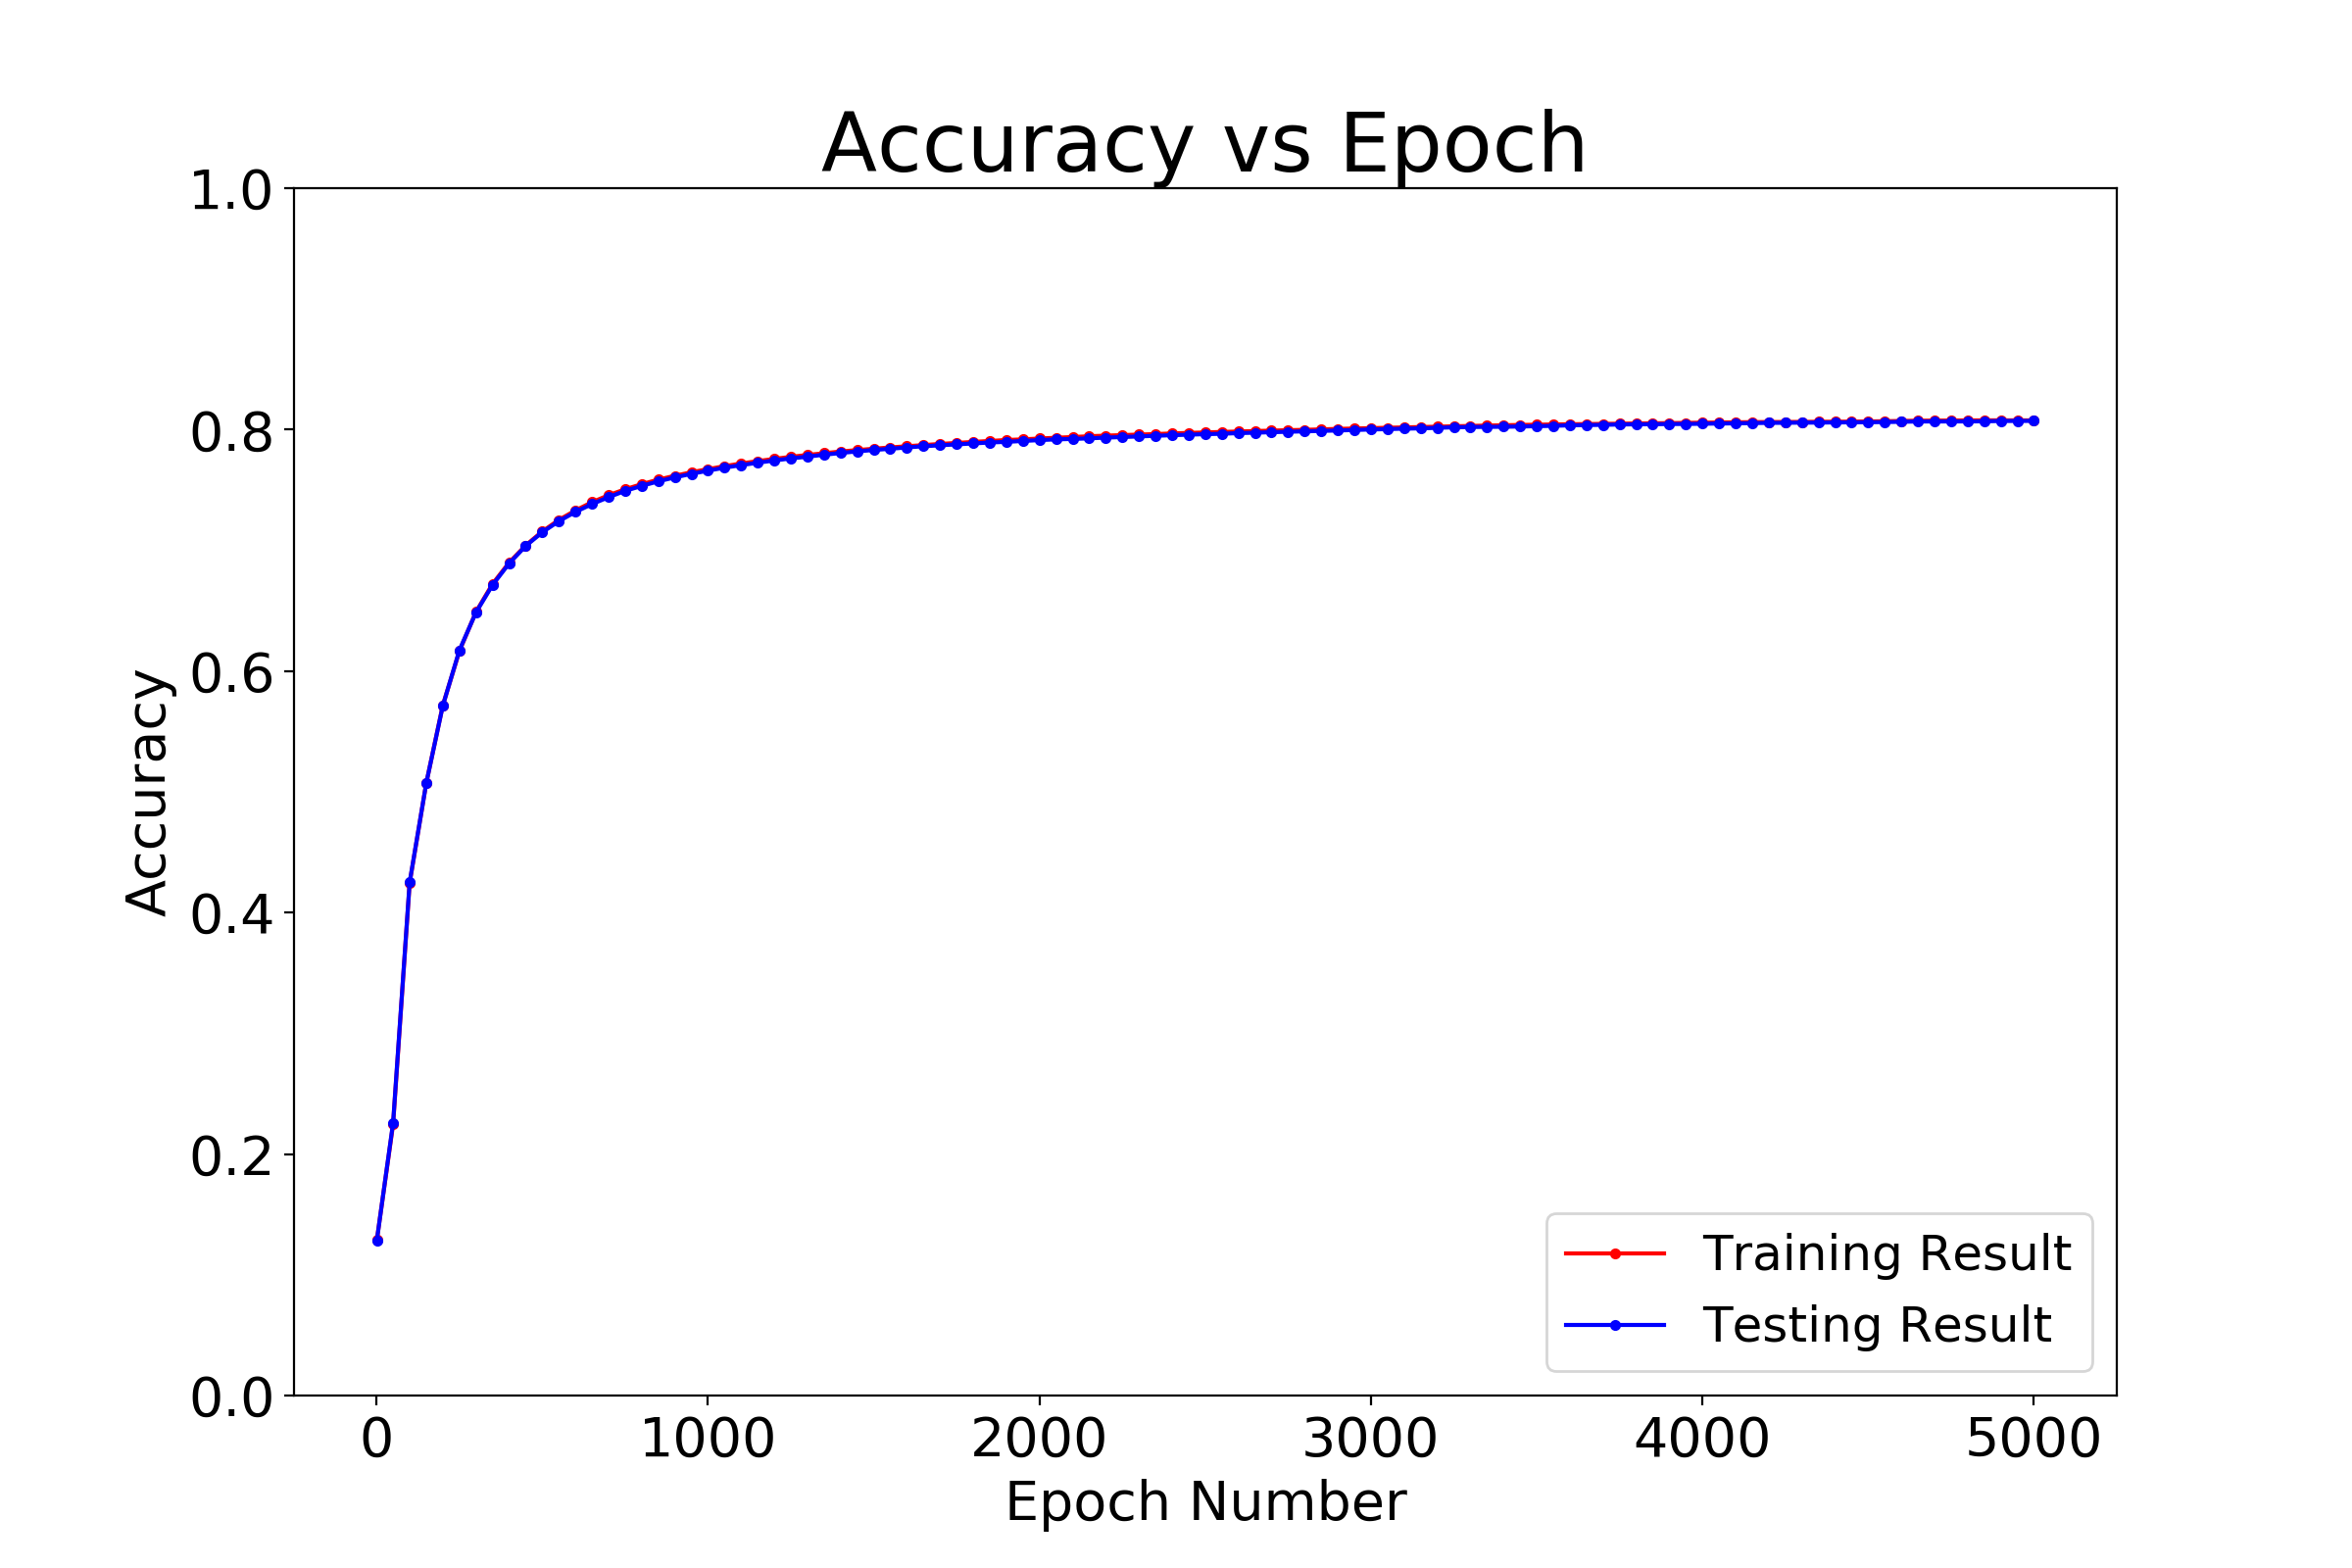 Accuracy vs Epoch
1.0
0.8
0.6
0.4
0.2
0.0
Accuracy
0 1000 2000 3000 4000 5000
Epoch Number
Training Result
Testing Result